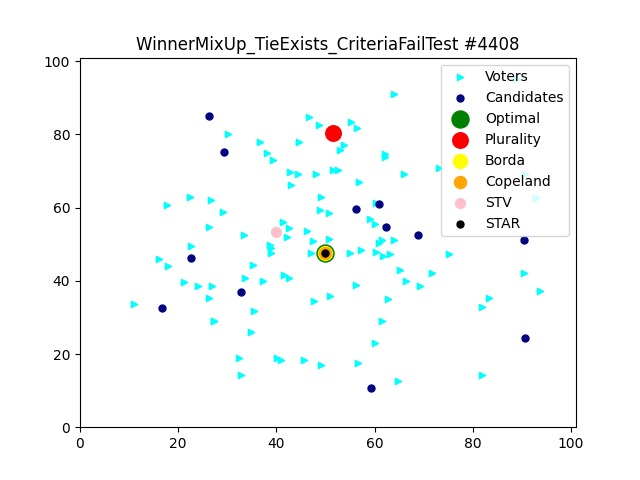 WinnerMixUp_TieExists_CriteriaFailTest #4408
100
80
60
40
20
0
0
20
40
60
80
100
Voters
Candidates
Optimal
Plurality
Borda
Copeland
STV
STAR